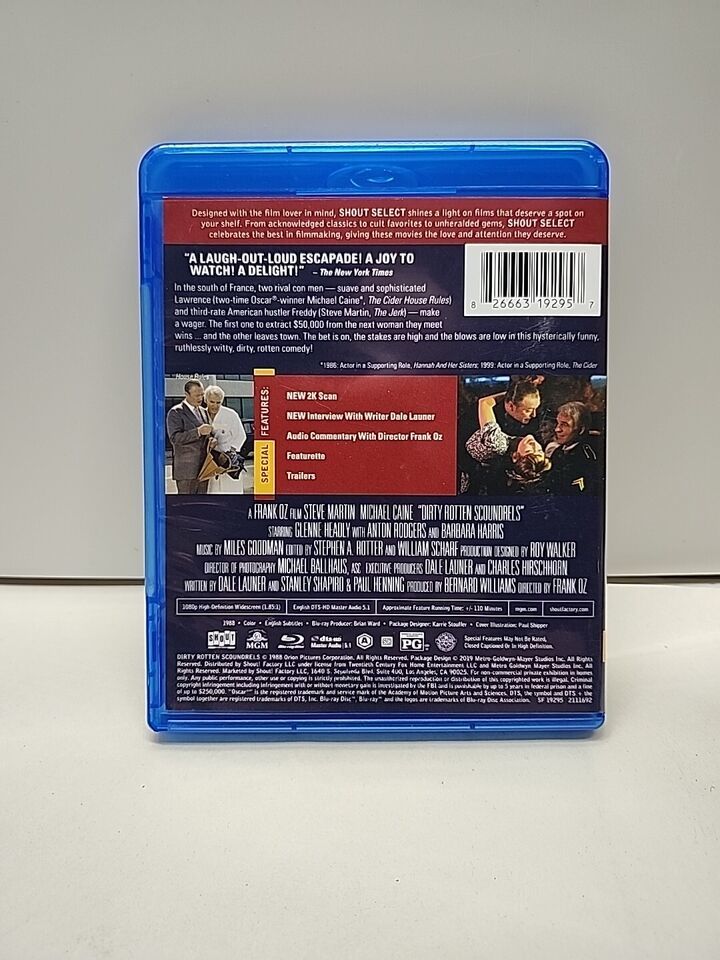 Designed with the film lover in mind, SHOUT SELECT shines a light on films that deserve a spot on
your shelf. From acknowledged classics to cult favorites to unheralded gems, SHOUT SELECT
celebrates the best in filmmaking, giving these movies the love and attention they deserve.
"A LAUGH-OUT-LOUD ESCAPADE! A JOY TO
WATCH! A DELIGHT!" – The New York Times
8 26663 19295 7
In the south of France, two rival con men — suave and sophisticated
Lawrence (two-time Oscar®-winner Michael Caine*, The Cider House Rules)
and third-rate American hustler Freddy (Steve Martin, The Jerk) — make
a wager. The first one to extract $50,000 from the next woman they meet
wins ... and the other leaves town. The bet is on, the stakes are high and the blows are low in this hysterically funny,
ruthlessly witty, dirty, rotten comedy!
*1986: Actor in a Supporting Role, Hannah And Her Sisters; 1999: Actor in a Supporting Role, The Cider
House Rules
SPECIAL FEATURES:
NEW 2K Scan
NEW Interview With Writer Dale Launer
Audio Commentary With Director Frank Oz
Featurette
Trailers
A FRANK OZ FILM STEVE MARTIN MICHAEL CAINE "DIRTY ROTTEN SCOUNDRELS"
STARRING GLENNE HEADLY WITH ANTON RODGERS AND BARBARA HARRIS
MUSIC BY MILES GOODMAN EDITED BY STEPHEN A. ROTTER AND WILLIAM SCHARF PRODUCTION DESIGNED BY ROY WALKER
DIRECTOR OF PHOTOGRAPHY MICHAEL BALLHAUS, ASC EXECUTIVE PRODUCERS DALE LAUNER AND CHARLES HIRSCHHORN
WRITTEN BY DALE LAUNER AND STANLEY SHAPIRO & PAUL HENNING PRODUCED BY BERNARD WILLIAMS DIRECTED BY FRANK OZ
1080p High-Definition Widescreen (1.85:1) English DTS-HD Master Audio 5.1 Approximate Feature Running Time: +/- 110 Minutes mgm.com shoutfactory.com
1988 • Color • English Subtitles • Blu-ray Producer: Brian Ward • Package Designer: Karrie Stouffer • Cover Illustration: Paul Shipper
SHOUT! MGM Blu-ray Disc dts-HD Master Audio 5.1 A PG Special Features May Not Be Rated,
Closed Captioned Or In High Definition.
DIRTY ROTTEN SCOUNDRELS © 1988 Orion Pictures Corporation. All Rights Reserved. Package Design © 2019 Metro-Goldwyn-Mayer Studios Inc. All Rights
Reserved. Distributed by Shout! Factory LLC under license from Twentieth Century Fox Home Entertainment LLC and Metro Goldwyn Mayer Studios Inc. All
Rights Reserved. Marketed by Shout! Factory LLC, 1640 S. Sepulveda Blvd, Suite 400, Los Angeles, CA 90025. For non-commercial private exhibition in homes
only. Any public performance, other use or copying is strictly prohibited. The unauthorized reproduction or distribution of this copyrighted work is illegal. Criminal
copyright infringement including infringement with or without monetary gain is investigated by the FBI and is punishable by up to 5 years in federal prison and a fine
of up to $250,000. "Oscar®" is the registered trademark and service mark of the Academy of Motion Picture Arts and Sciences. DTS, the symbol and DTS + the
symbol together are registered trademarks of DTS, Inc. Blu-ray Disc™, Blu-ray™ and the logos are trademarks of Blu-ray Disc Association. SF 19295 2111692